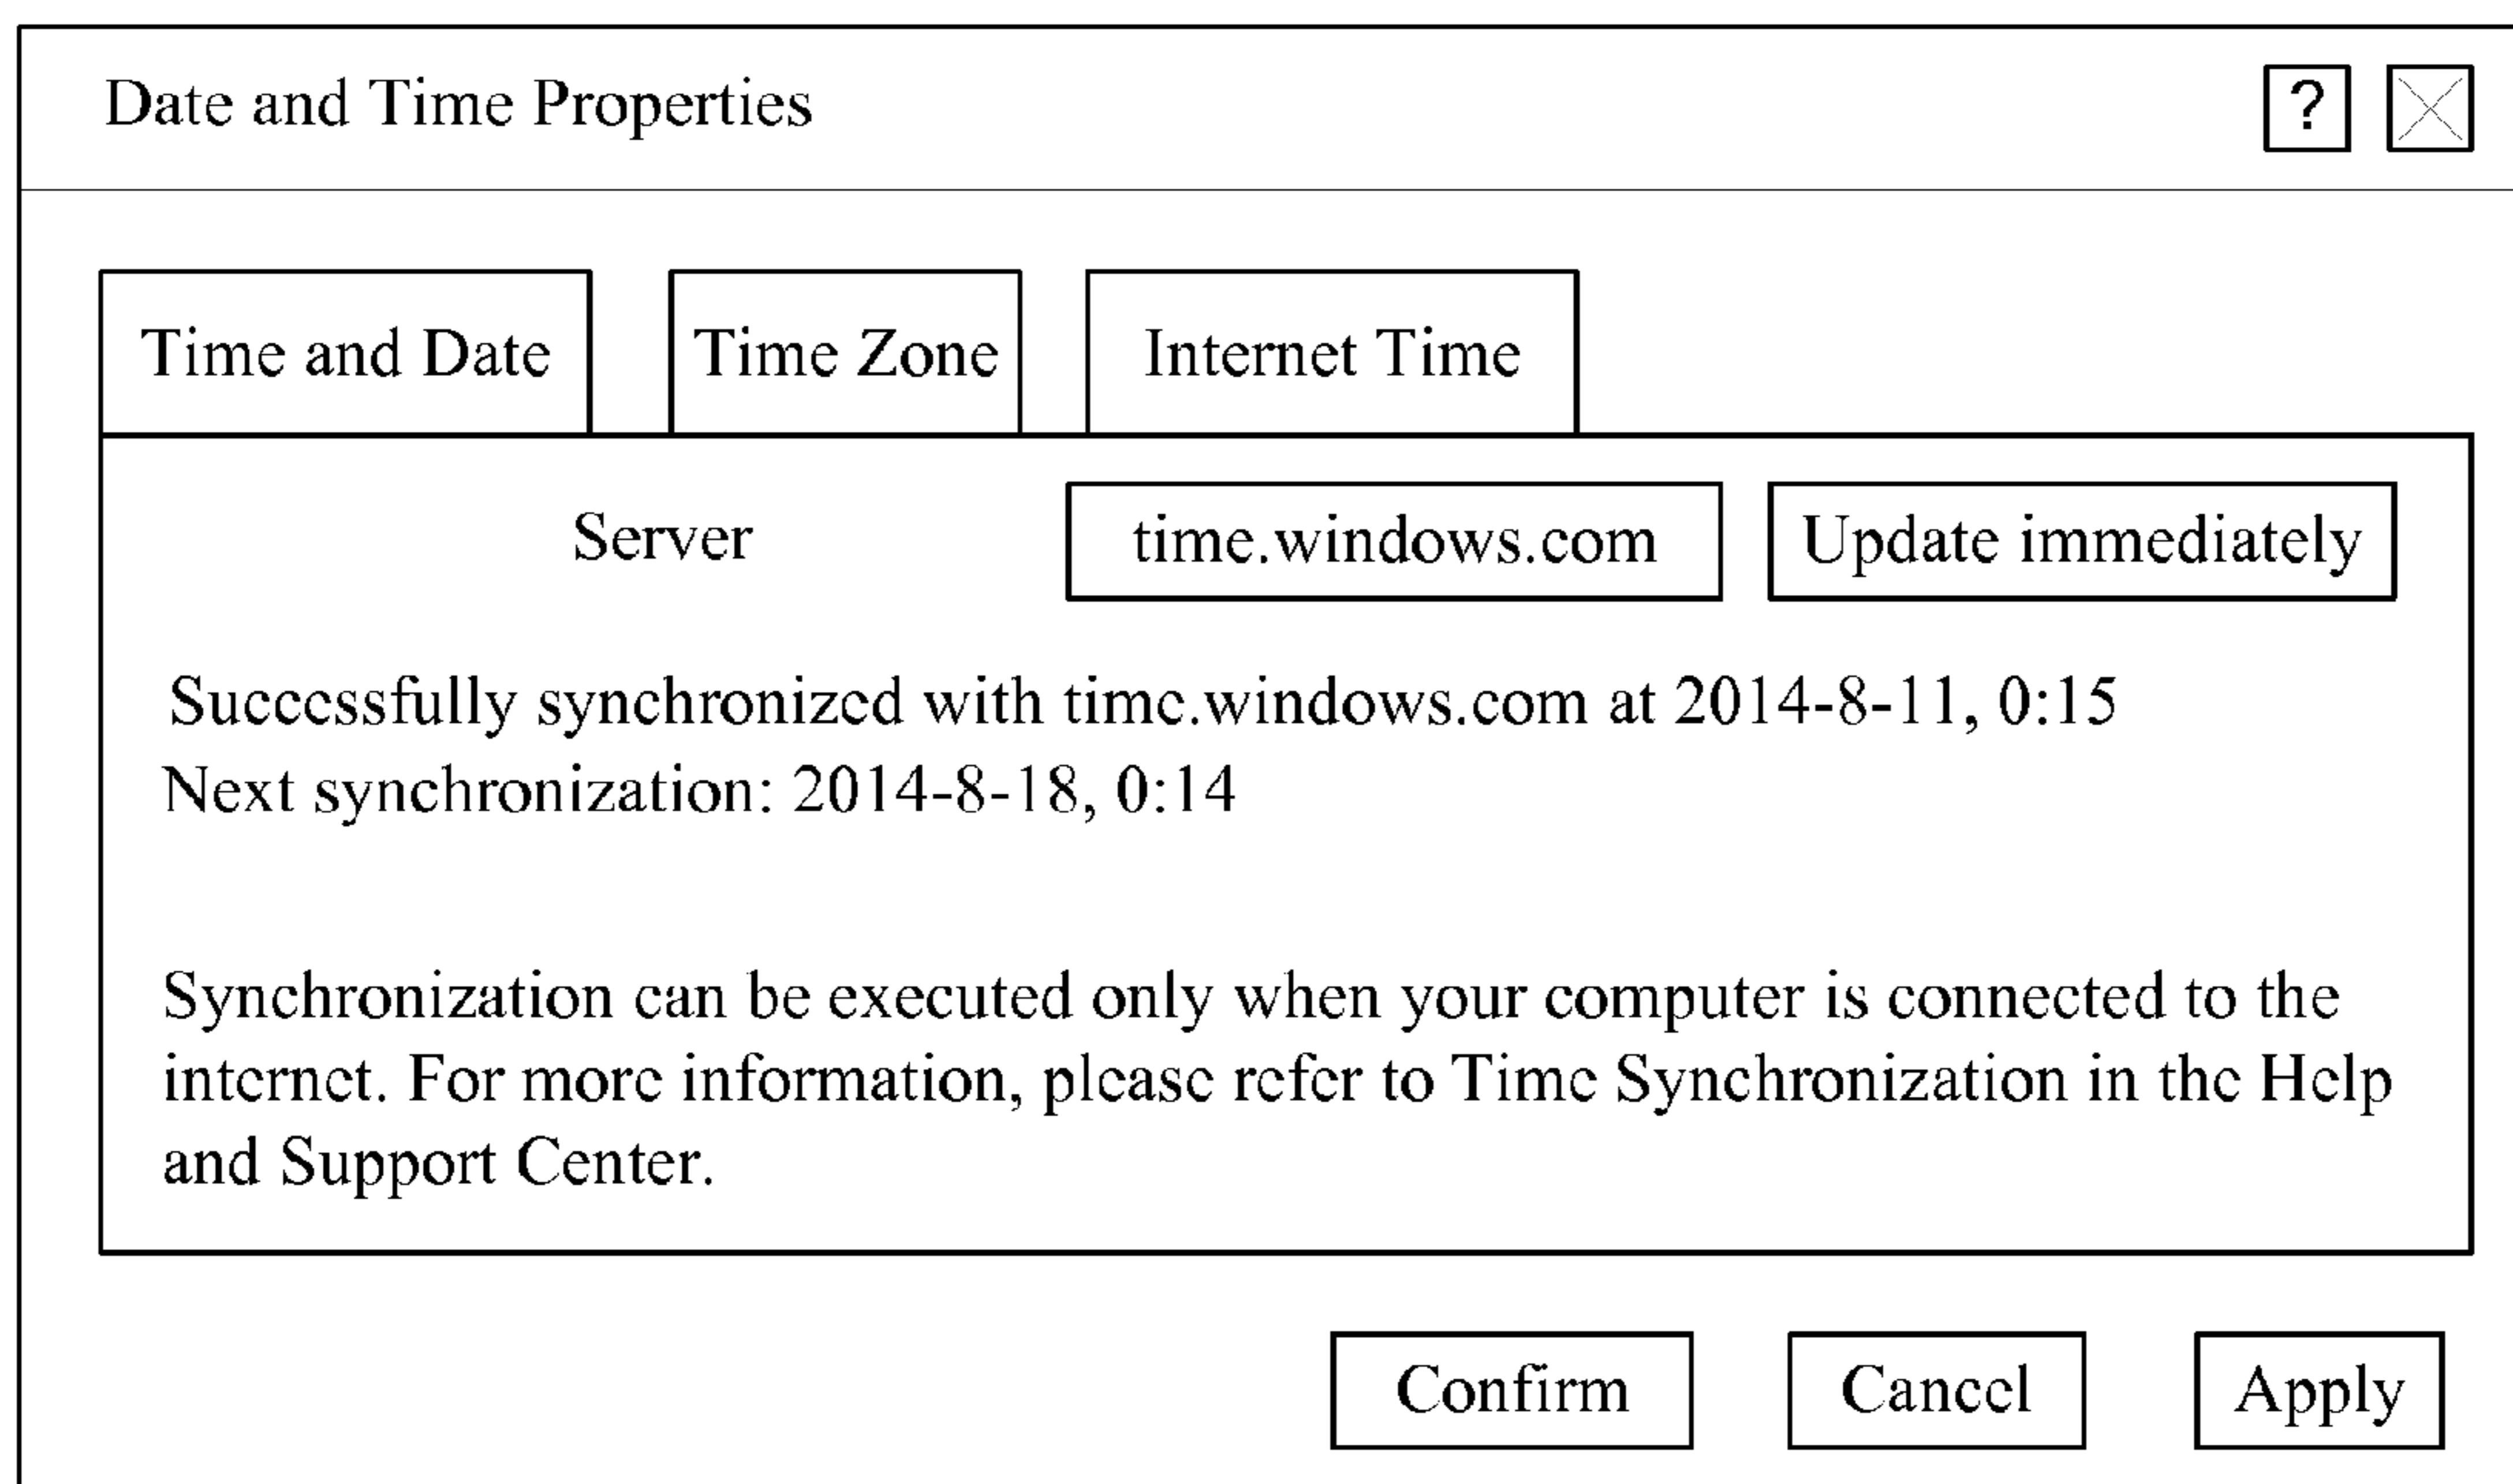 Date and Time Properties ?
Time and Date Time Zone Internet Time
Server time.windows.com Update immediately
Successfully synchronized with time.windows.com at 2014-8-11, 0:15
Next synchronization: 2014-8-18, 0:14
Synchronization can be executed only when your computer is connected to the
internet. For more information, please refer to Time Synchronization in the Help
and Support Center.
Confirm Cancel Apply